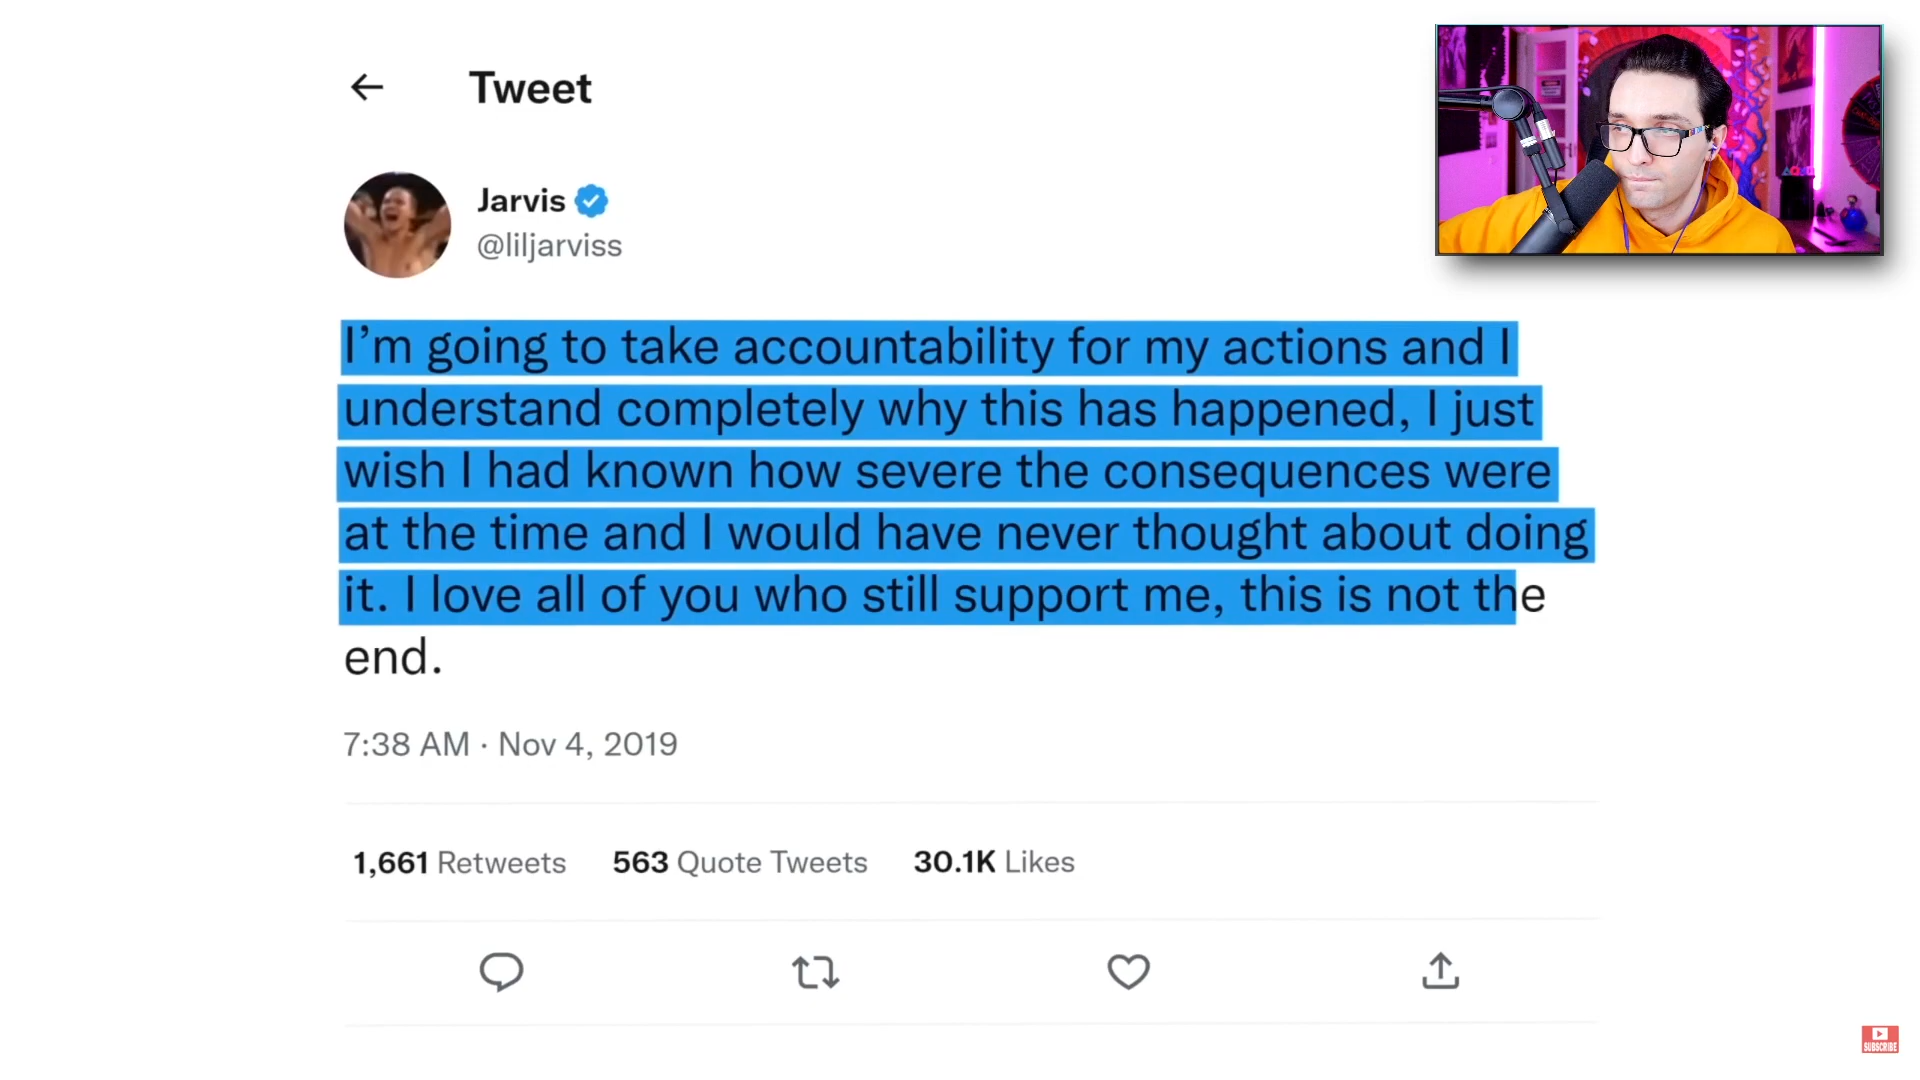 Tweet
Jarvis
@liljarviss
I’m going to take accountability for my actions and I
understand completely why this has happened, I just
wish I had known how severe the consequences were
at the time and I would have never thought about doing
it. I love all of you who still support me, this is not the
end.
7:38 AM · Nov 4, 2019
1,661 Retweets 563 Quote Tweets 30.1K Likes
SUBSCRIBE